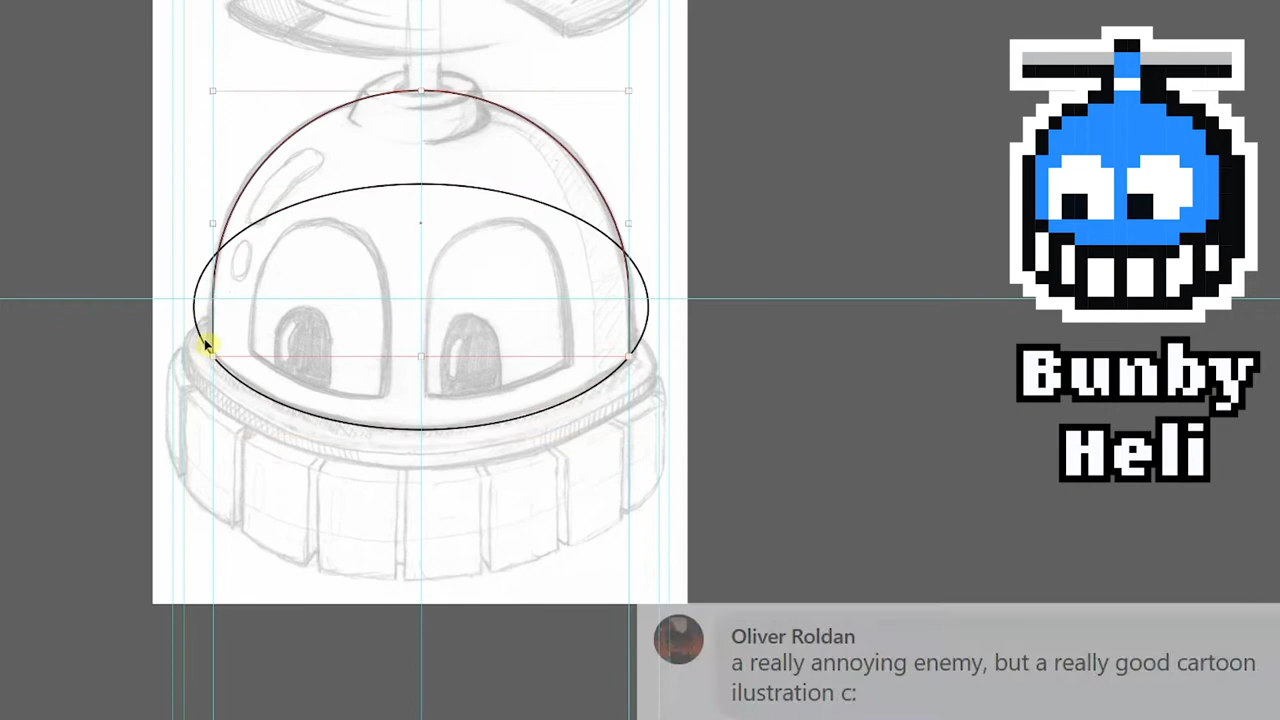 Bunby
Heli
Oliver Roldan
a really annoying enemy, but a really good cartoon
ilustration c: